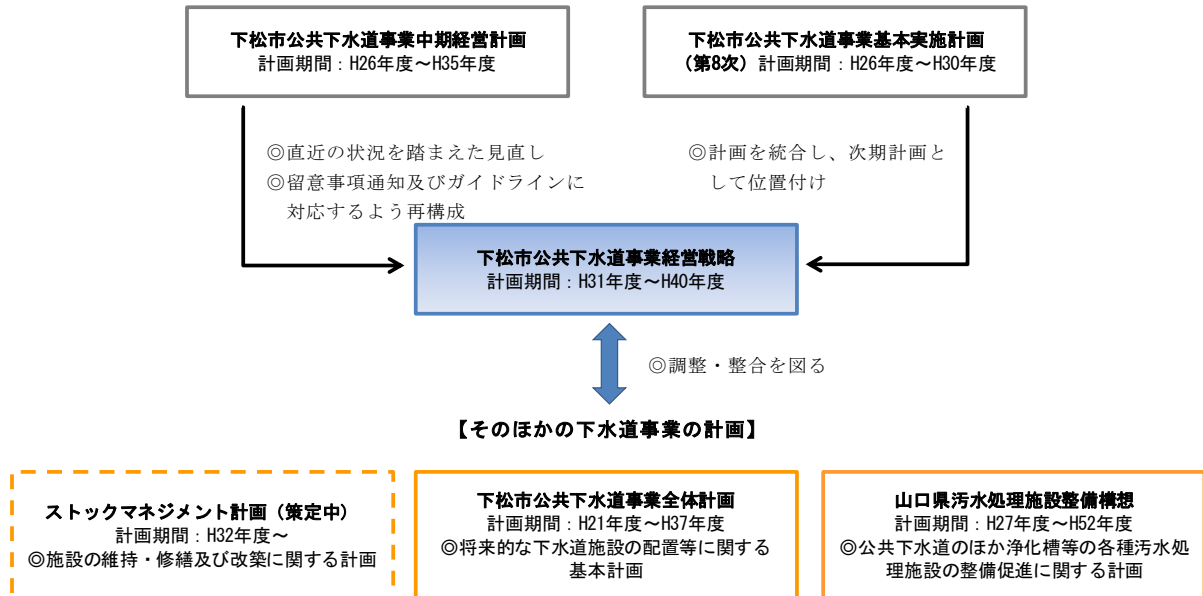 下松市公共下水道事業中期経営計画
計画期間：H26年度～H35年度
下松市公共下水道事業基本実施計画
（第8次）計画期間：H26年度～H30年度
◎直近の状況を踏まえた見直し
◎留意事項通知及びガイドラインに
対応するよう再構成
◎計画を統合し、次期計画と
して位置付け
下松市公共下水道事業経営戦略
計画期間：H31年度～H40年度
◎調整・整合を図る
【そのほかの下水道事業の計画】
ストックマネジメント計画（策定中）
計画期間：H32年度～
◎施設の維持・修繕及び改築に関する計画
下松市公共下水道事業全体計画
計画期間：H21年度～H37年度
◎将来的な下水道施設の配置等に関する
基本計画
山口県汚水処理施設整備構想
計画期間：H27年度～H52年度
◎公共下水道のほか浄化槽等の各種汚水処
理施設の整備促進に関する計画